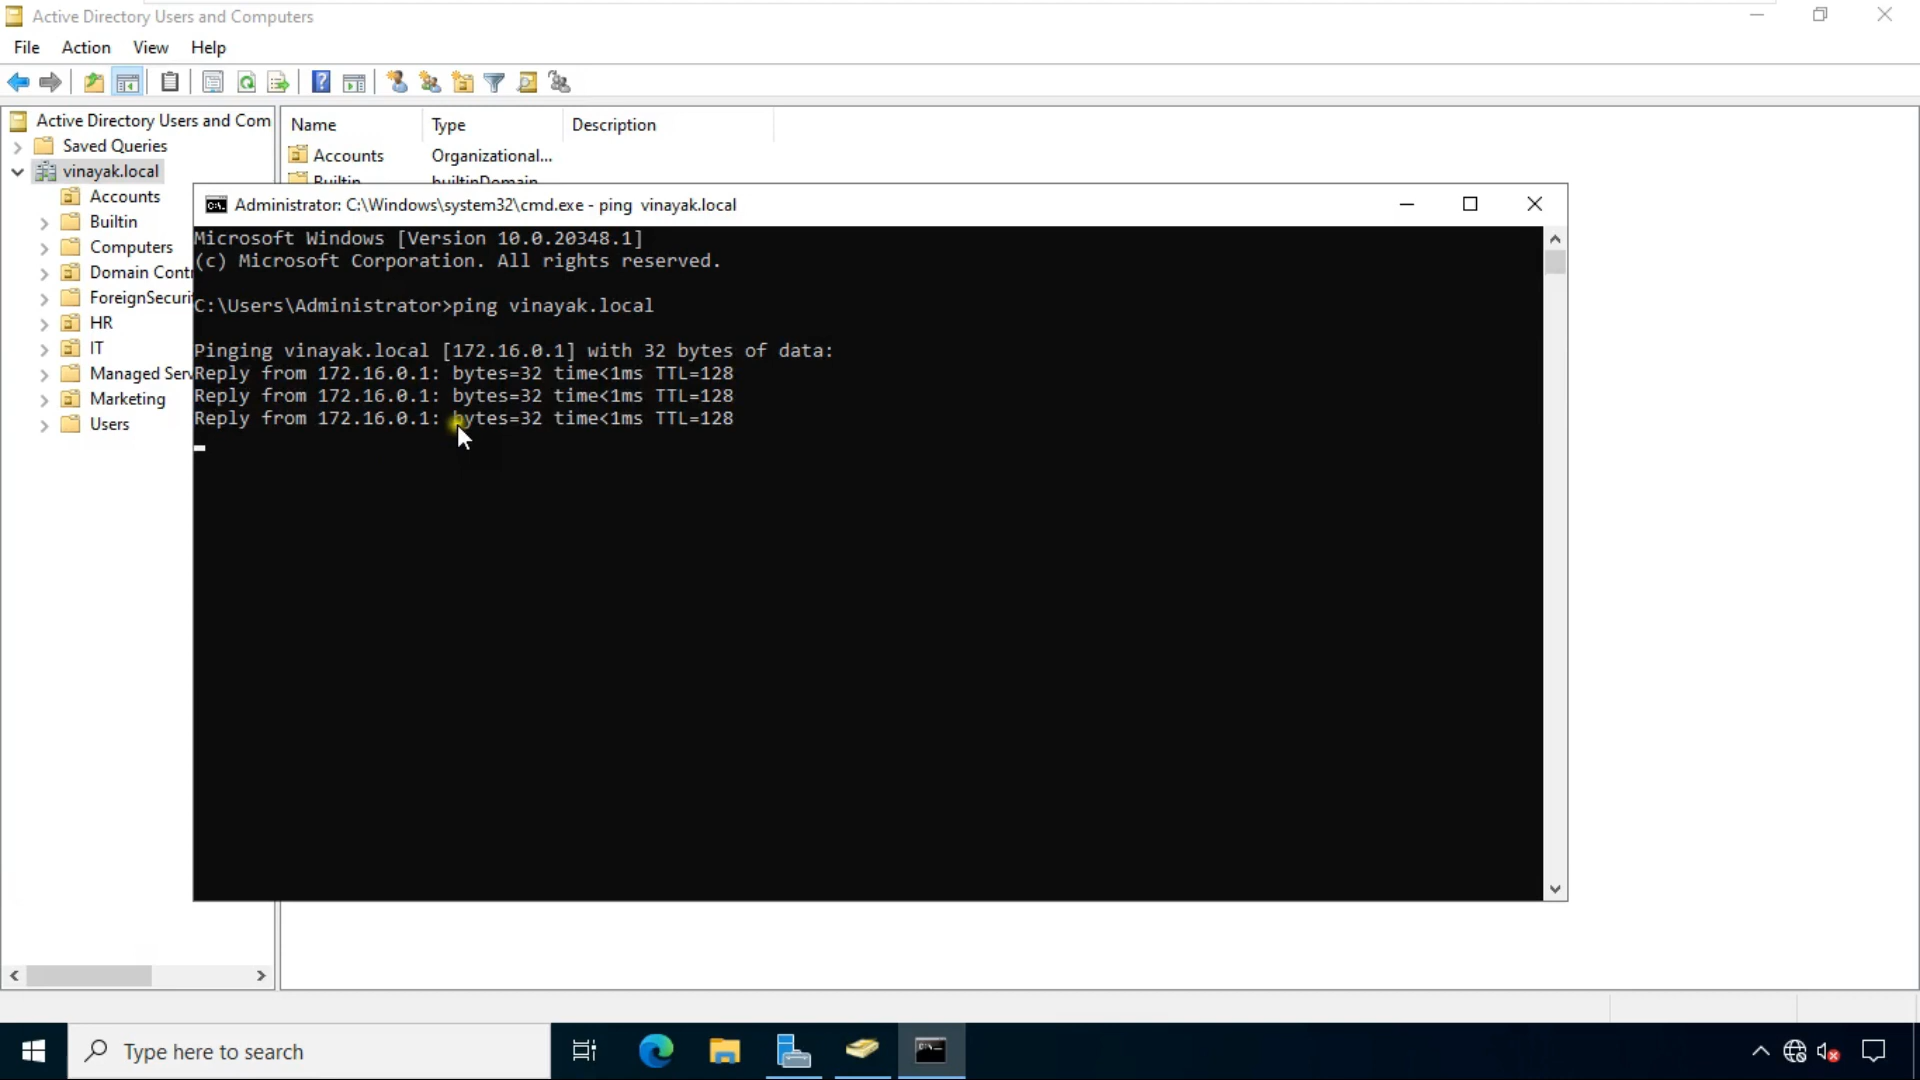 Active Directory Users and Computers
File Action View Help
Active Directory Users and Com
Name Type Description
Saved Queries
Accounts Organizational...
vinayak.local
Builtin builtinDomain
Accounts
Administrator: C:\Windows\system32\cmd.exe - ping vinayak.local
Builtin
Microsoft Windows [Version 10.0.20348.1]
Computers
(c) Microsoft Corporation. All rights reserved.
Domain Cont
ForeignSecuri
C:\Users\Administrator>ping vinayak.local
HR
IT
Pinging vinayak.local [172.16.0.1] with 32 bytes of data:
Managed Serv
Reply from 172.16.0.1: bytes=32 time<1ms TTL=128
Marketing
Reply from 172.16.0.1: bytes=32 time<1ms TTL=128
Users
Reply from 172.16.0.1: bytes=32 time<1ms TTL=128
Type here to search